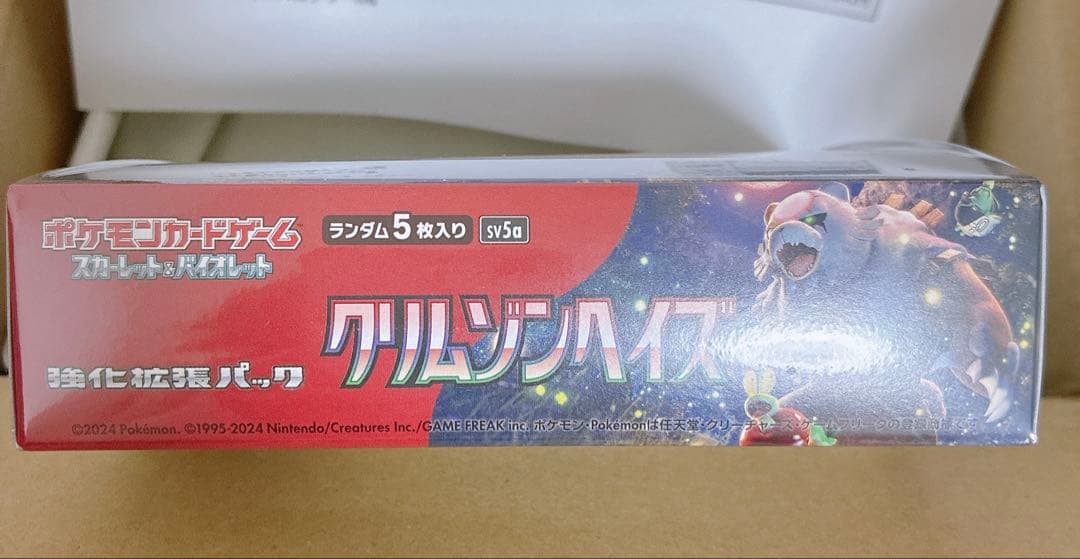 ポケモンカードゲーム
スカーレット&バイオレット
ランダム5枚入り SV5a
クリムゾンヘイズ
強化拡張パック
©2024 Pokémon. ©1995-2024 Nintendo/Creatures Inc./GAME FREAK inc. ポケモン・Pokémonは任天堂・クリーチャーズ・ゲームフリークの登録商標です